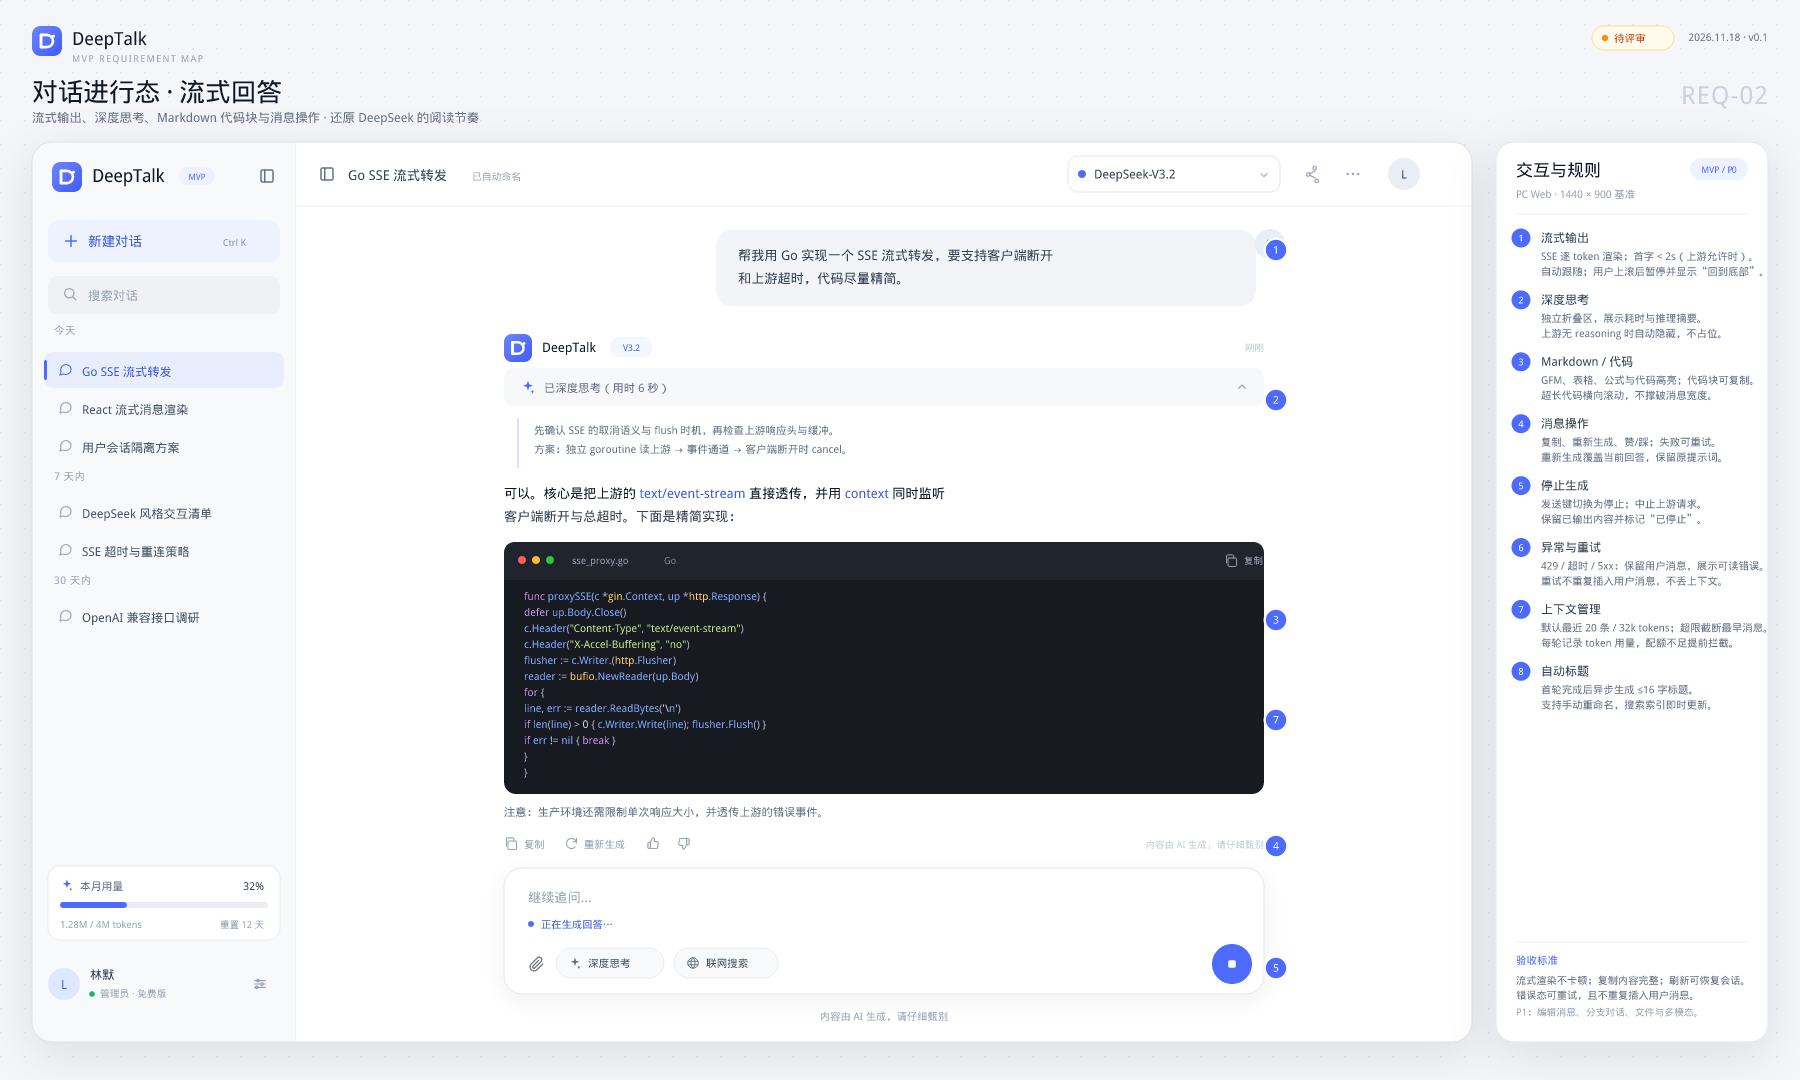 DeepTalk
MVP REQUIREMENT MAP
待评审
2026.11.18 · v0.1
对话进行态 · 流式回答
REQ-02
流式输出、深度思考、Markdown 代码块与消息操作 · 还原 DeepSeek 的阅读节奏
DeepTalk
MVP
新建对话
Ctrl K
搜索对话
今天
Go SSE 流式转发
React 流式消息渲染
用户会话隔离方案
7 天内
DeepSeek 风格交互清单
SSE 超时与重连策略
30 天内
OpenAI 兼容接口调研
本月用量
32%
1.28M / 4M tokens
重置 12 天
L
林默
管理员 · 免费版
Go SSE 流式转发
已自动命名
DeepSeek-V3.2
L
帮我用 Go 实现一个 SSE 流式转发，要支持客户端断开
和上游超时，代码尽量精简。
1
DeepTalk
V3.2
刚刚
已深度思考（用时 6 秒）
2
先确认 SSE 的取消语义与 flush 时机，再检查上游响应头与缓冲。
方案：独立 goroutine 读上游 → 事件通道 → 客户端断开时 cancel。
可以。核心是把上游的 text/event-stream 直接透传，并用 context 同时监听
客户端断开与总超时。下面是精简实现：
sse_proxy.go
Go
复制
func proxySSE(c *gin.Context, up *http.Response) {
defer up.Body.Close()
c.Header("Content-Type", "text/event-stream")
c.Header("X-Accel-Buffering", "no")
flusher := c.Writer.(http.Flusher)
reader := bufio.NewReader(up.Body)
for {
line, err := reader.ReadBytes('\n')
if len(line) > 0 { c.Writer.Write(line); flusher.Flush() }
if err != nil { break }
}
}
3
7
注意：生产环境还需限制单次响应大小，并透传上游的错误事件。
复制
重新生成
内容由 AI 生成，请仔细甄别
4
继续追问...
正在生成回答···
深度思考
联网搜索
5
内容由 AI 生成，请仔细甄别
交互与规则
MVP / P0
PC Web · 1440 × 900 基准
1
流式输出
SSE 逐 token 渲染；首字 < 2s（上游允许时）。
自动跟随；用户上滚后暂停并显示“回到底部”。
2
深度思考
独立折叠区，展示耗时与推理摘要。
上游无 reasoning 时自动隐藏，不占位。
3
Markdown / 代码
GFM、表格、公式与代码高亮；代码块可复制。
超长代码横向滚动，不撑破消息宽度。
4
消息操作
复制、重新生成、赞/踩；失败可重试。
重新生成覆盖当前回答，保留原提示词。
5
停止生成
发送键切换为停止；中止上游请求。
保留已输出内容并标记“已停止”。
6
异常与重试
429 / 超时 / 5xx：保留用户消息，展示可读错误。
重试不重复插入用户消息，不丢上下文。
7
上下文管理
默认最近 20 条 / 32k tokens；超限截断最早消息。
每轮记录 token 用量，配额不足提前拦截。
8
自动标题
首轮完成后异步生成 ≤16 字标题。
支持手动重命名，搜索索引即时更新。
验收标准
流式渲染不卡顿；复制内容完整；刷新可恢复会话。
错误态可重试，且不重复插入用户消息。
P1：编辑消息、分支对话、文件与多模态。